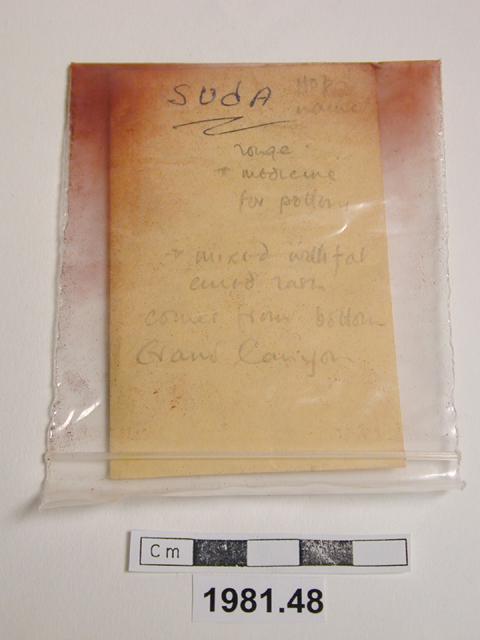 SUdA
Hopi
name
rouge
+ medicine
for pottery
+ mixed with fat
cured rash
comes from bottom
Grand Canyon
Cm
1981.48